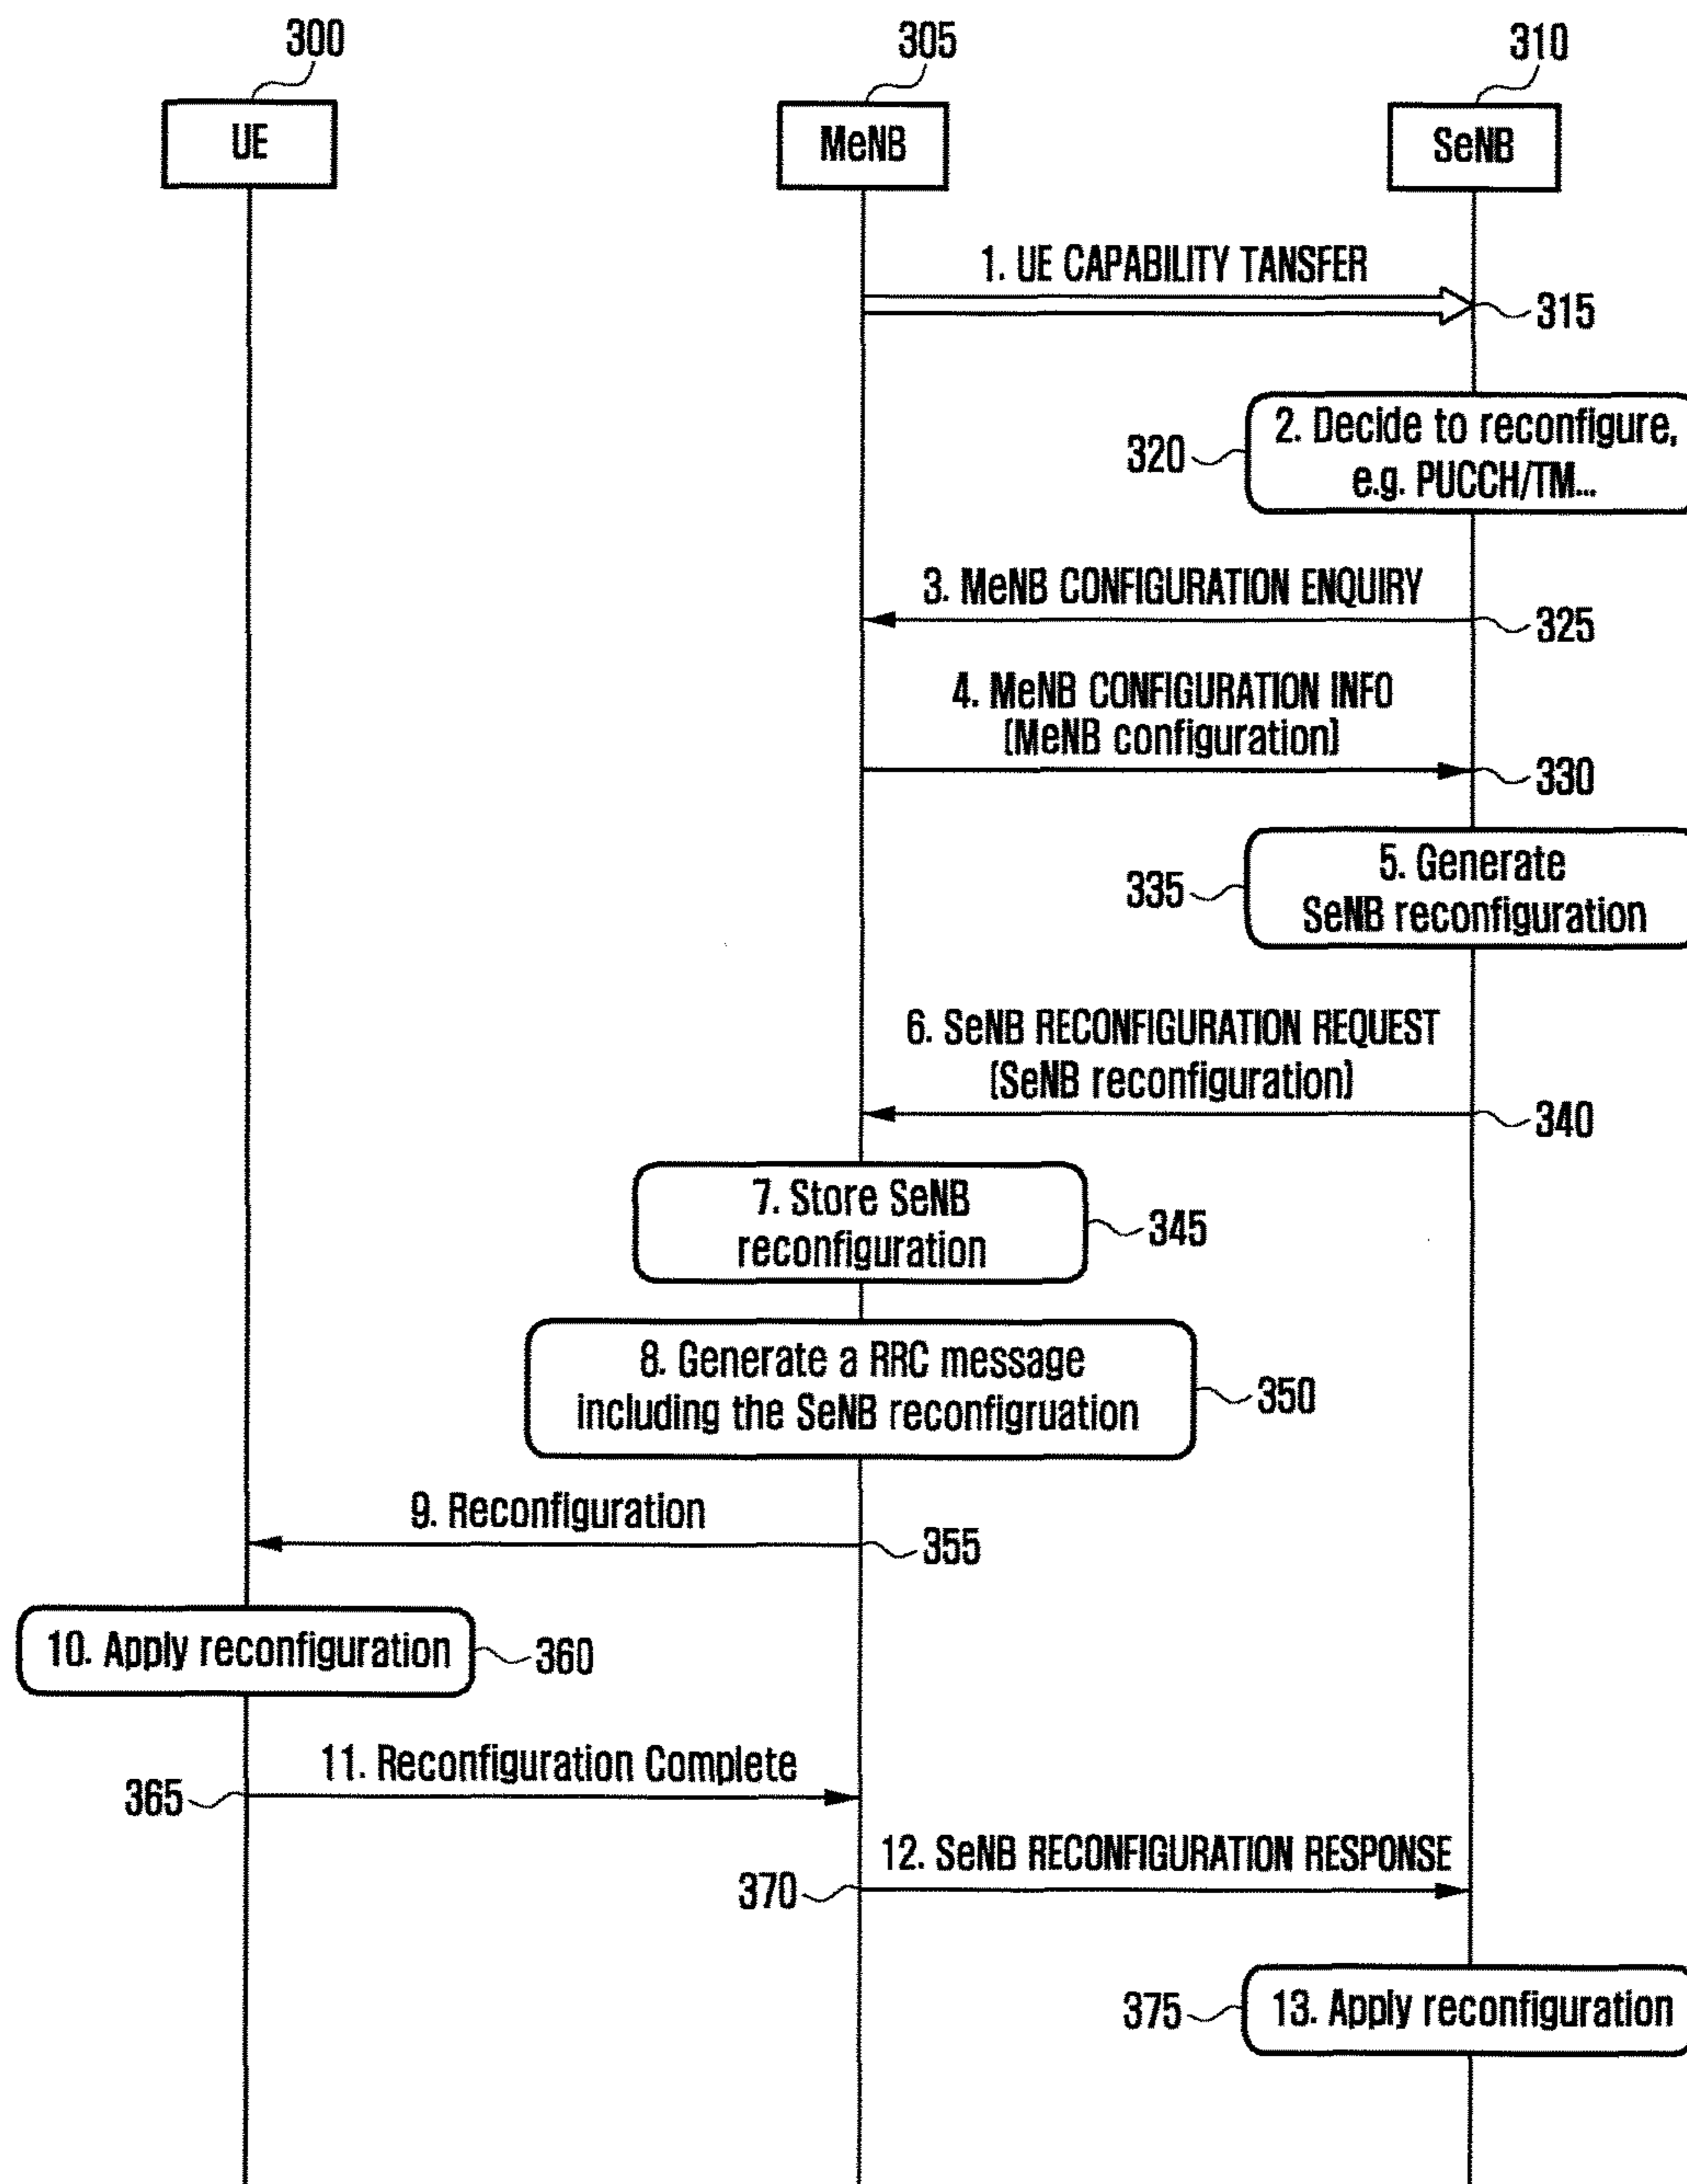 300
305
310
UE
MeNB
SeNB
1. UE CAPABILITY TANSFER
315
2. Decide to reconfigure,
e.g. PUCCH/TM...
320
3. MeNB CONFIGURATION ENQUIRY
325
4. MeNB CONFIGURATION INFO
(MeNB configuration)
330
5. Generate
SeNB reconfiguration
335
6. SeNB RECONFIGURATION REQUEST
(SeNB reconfiguration)
340
7. Store SeNB
reconfiguration
345
8. Generate a RRC message
including the SeNB reconfigruation
350
9. Reconfiguration
355
10. Apply reconfiguration
360
11. Reconfiguration Complete
365
12. SeNB RECONFIGURATION RESPONSE
370
375
13. Apply reconfiguration